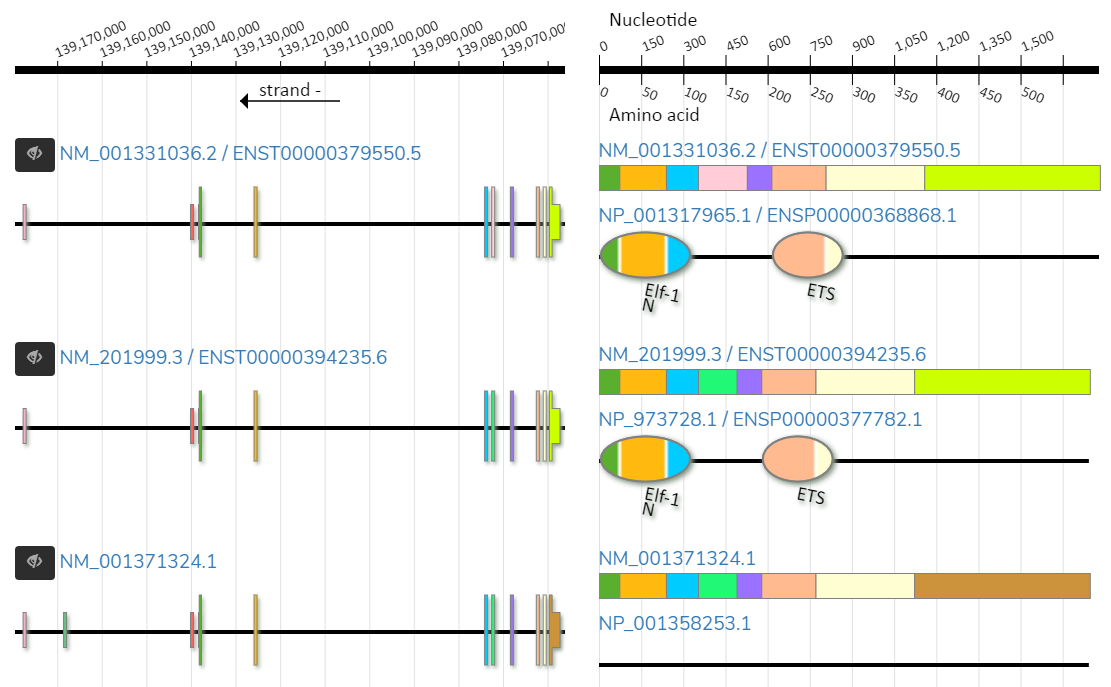 139,170,000
139,160,000
139,150,000
139,140,000
139,130,000
139,120,000
139,110,000
139,100,000
139,090,000
139,080,000
139,070,000
strand -
Nucleotide
0 150 300 450 600 750 900 1,050 1,200 1,350 1,500
0 50 100 150 200 250 300 350 400 450 500
Amino acid
NM_001331036.2 / ENST00000379550.5
NM_001331036.2 / ENST00000379550.5
NP_001317965.1 / ENSP00000368868.1
Elf-1
N
ETS
NM_201999.3 / ENST00000394235.6
NM_201999.3 / ENST00000394235.6
NP_973728.1 / ENSP00000377782.1
Elf-1
N
ETS
NM_001371324.1
NM_001371324.1
NP_001358253.1